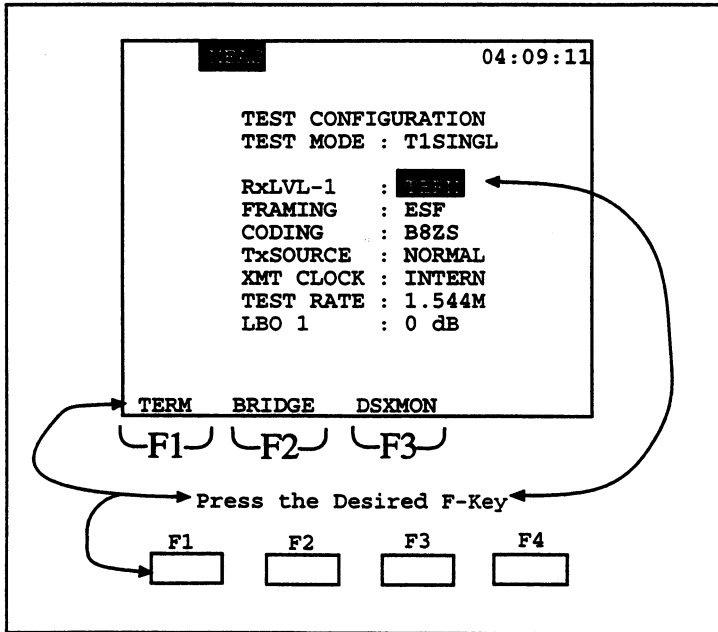 04:09:11
TEST CONFIGURATION
TEST MODE : T1SINGL
RxLVL-1 :
FRAMING : ESF
CODING : B8ZS
TxSOURCE : NORMAL
XMT CLOCK : INTERN
TEST RATE : 1.544M
LBO 1 : 0 dB
TERM BRIDGE DSXMON
F1 F2 F3
Press the Desired F-Key
F1 F2 F3 F4